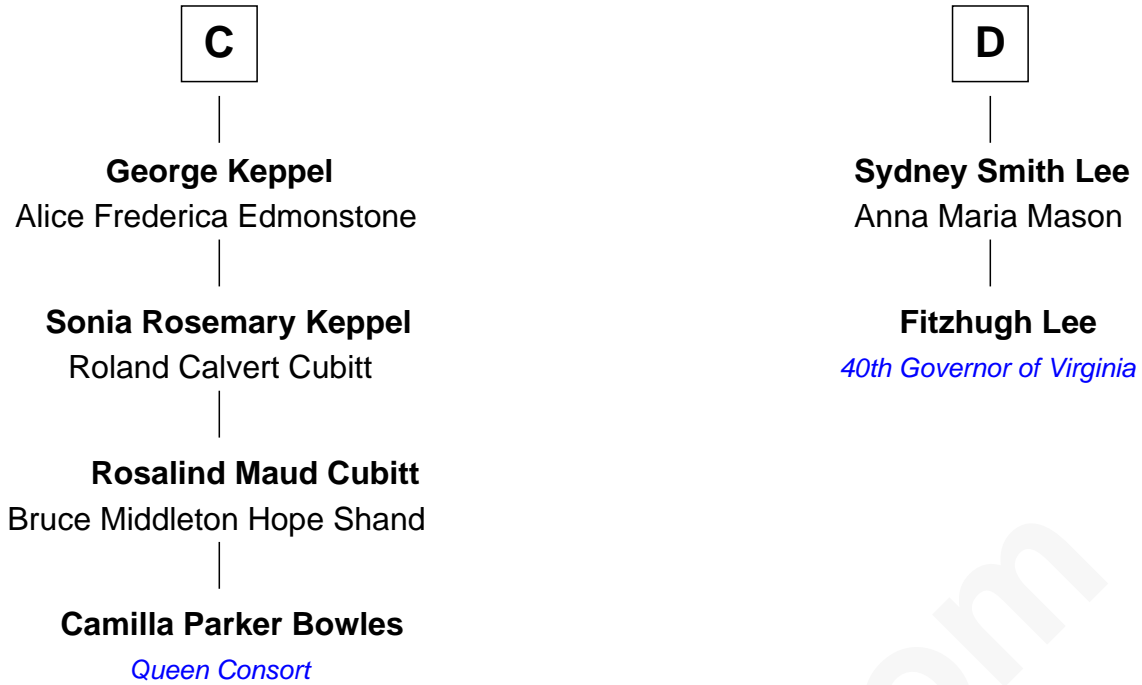 C
George Keppel
Alice Frederica Edmonstone
Sonia Rosemary Keppel
Roland Calvert Cubitt
Rosalind Maud Cubitt
Bruce Middleton Hope Shand
Camilla Parker Bowles
Queen Consort
D
Sydney Smith Lee
Anna Maria Mason
Fitzhugh Lee
40th Governor of Virginia
om